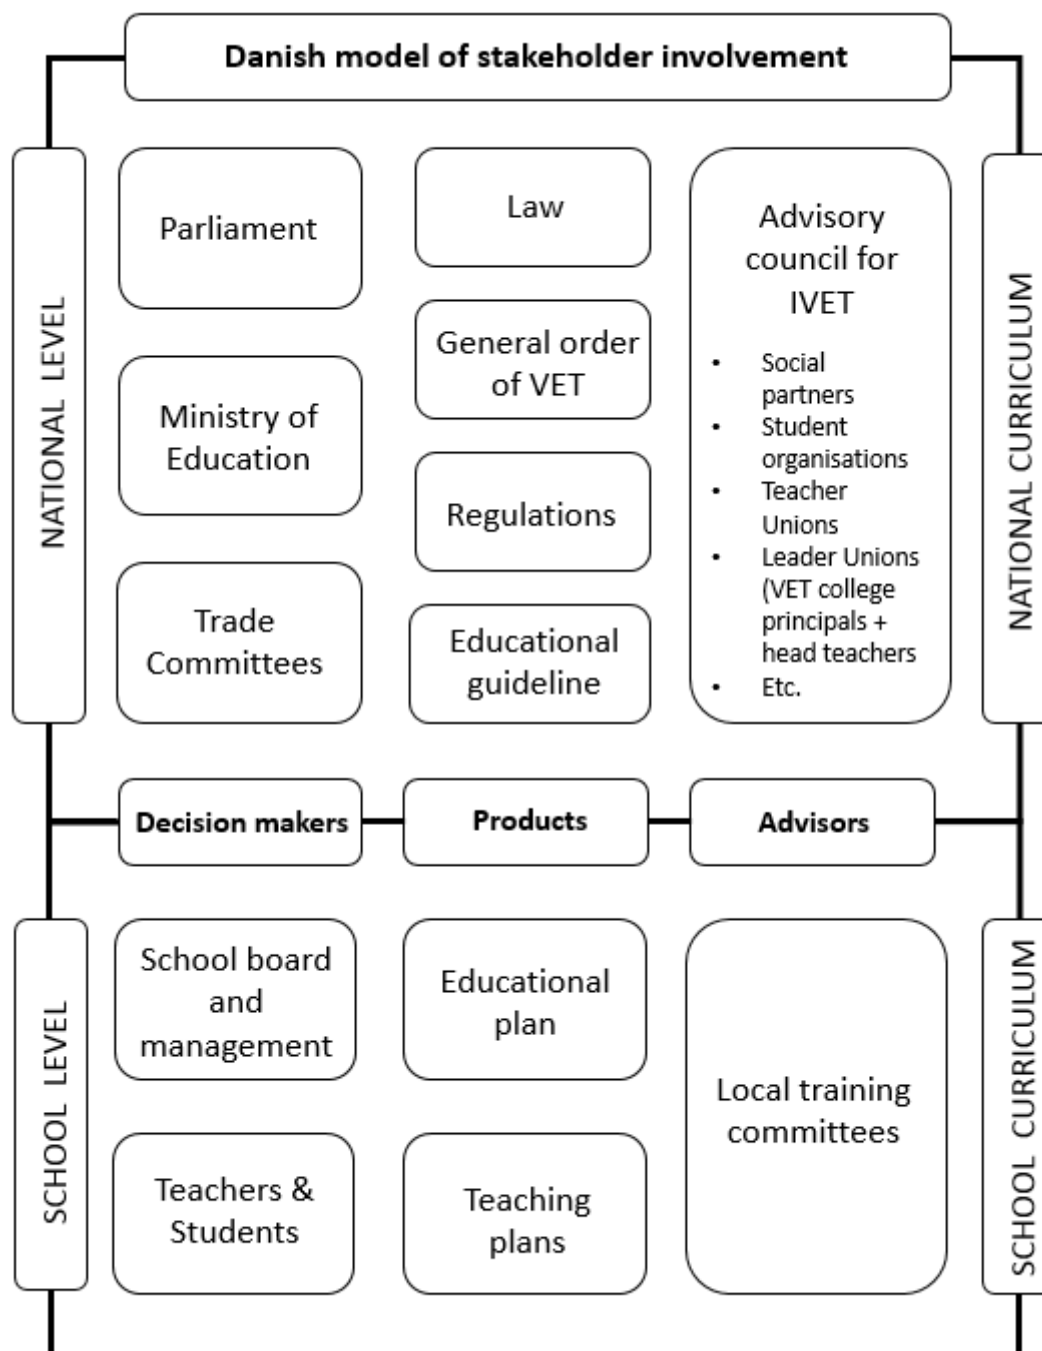 Danish model of stakeholder involvement
NATIONAL LEVEL
Parliament
Ministry of
Education
Trade
Committees
Law
General order
of VET
Regulations
Educational
guideline
Advisory
council for
IVET
• Social
partners
• Student
organisations
• Teacher
Unions
• Leader Unions
(VET college
principals +
head teachers
• Etc.
NATIONAL CURRICULUM
Decision makers
Products
Advisors
SCHOOL LEVEL
School board
and
management
Teachers &
Students
Educational
plan
Teaching
plans
Local training
committees
SCHOOL CURRICULUM